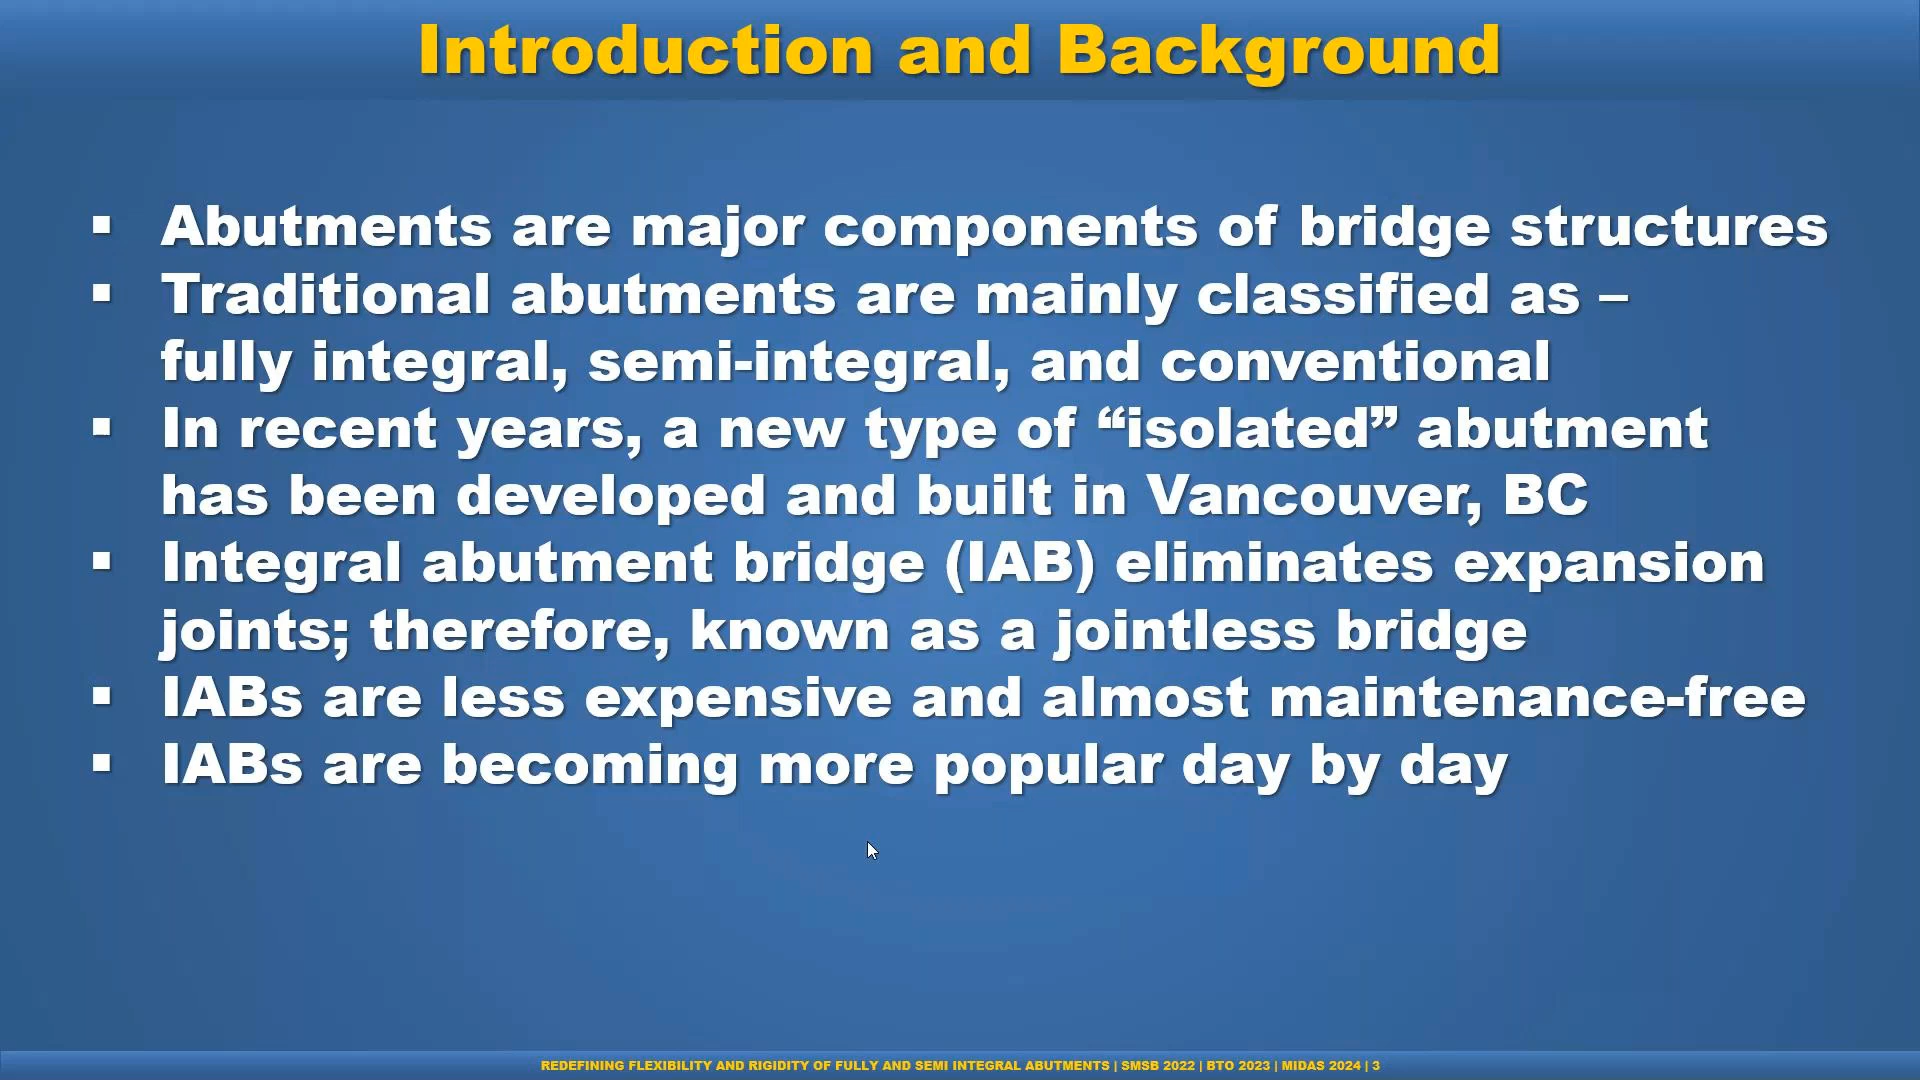 Introduction and Background
▪ Abutments are major components of bridge structures
▪ Traditional abutments are mainly classified as –
fully integral, semi-integral, and conventional
▪ In recent years, a new type of “isolated” abutment
has been developed and built in Vancouver, BC
▪ Integral abutment bridge (IAB) eliminates expansion
joints; therefore, known as a jointless bridge
▪ IABs are less expensive and almost maintenance-free
▪ IABs are becoming more popular day by day
REDEFINING FLEXIBILITY AND RIGIDITY OF FULLY AND SEMI INTEGRAL ABUTMENTS | SMSB 2022 | BTO 2023 | MIDAS 2024 | 3